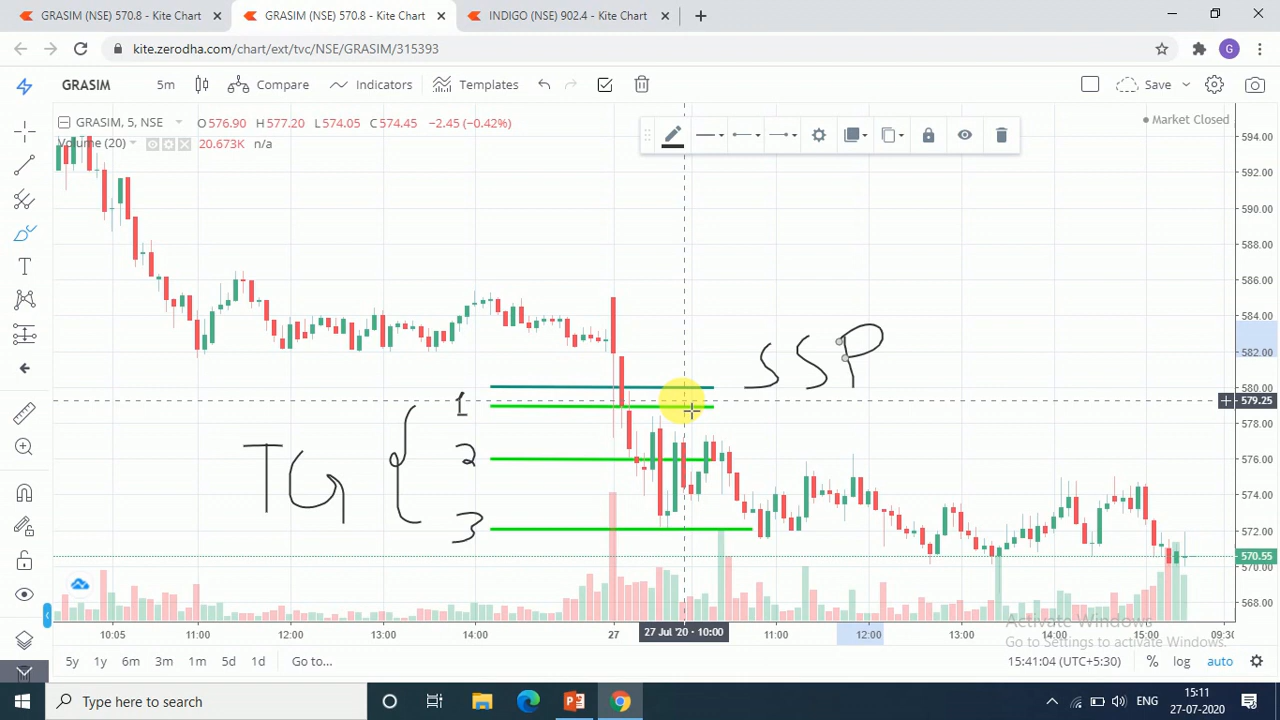 GRASIM (NSE) 570.8 - Kite Chart
GRASIM (NSE) 570.8 - Kite Chart
INDIGO (NSE) 902.4 - Kite Chart
kite.zerodha.com/chart/ext/tvc/NSE/GRASIM/315393
G
GRASIM 5m Compare Indicators Templates Save
GRASIM, 5, NSE O576.90 H577.20 L574.05 C574.45 −2.45 (−0.42%)
Market Closed
Volume (20) 20.673K n/a
594.00
592.00
590.00
588.00
586.00
584.00
582.00
580.00
579.25
578.00
576.00
574.00
572.00
570.55
570.00
568.00
SSP
1
TG
2
3
10:05 11:00 12:00 13:00 14:00 27 27 Jul '20 - 10:00 11:00 12:00 13:00 14:00 15:00 09:30
Activate Windows
Go to Settings to activate Windows.
5y 1y 6m 3m 1m 5d 1d Go to... 15:41:04 (UTC+5:30) % log auto
Type here to search
ENG
15:11
27-07-2020